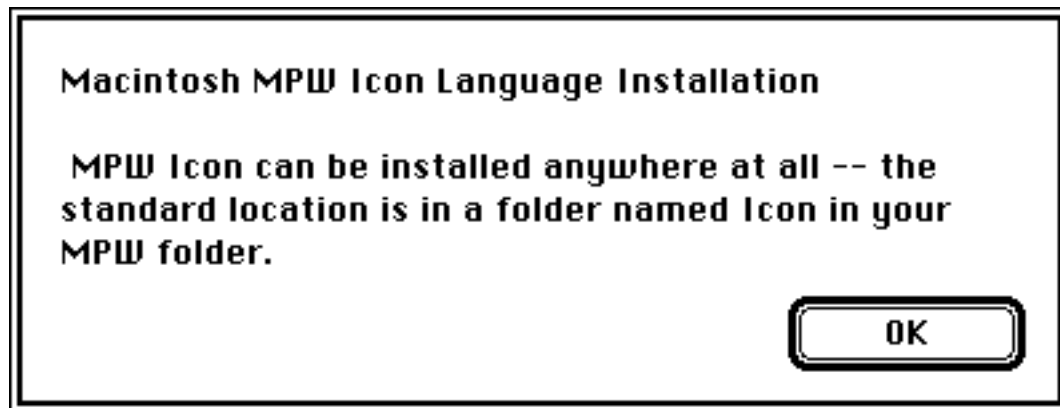 Macintosh MPW Icon Language Installation
MPW Icon can be installed anywhere at all -- the
standard location is in a folder named Icon in your
MPW folder.
OK